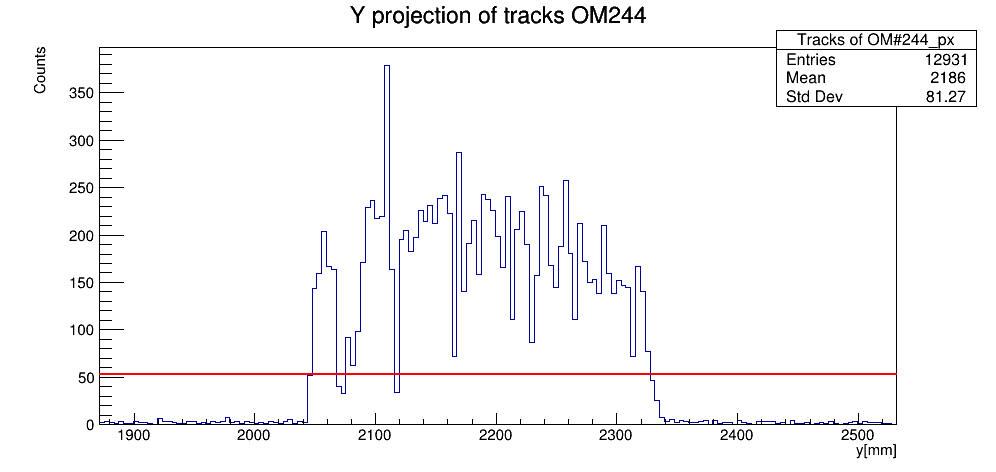 Y projection of tracks OM244
Tracks of OM#244_px
Entries 12931
Mean 2186
Std Dev 81.27
Counts
350
300
250
200
150
100
50
0
1900 2000 2100 2200 2300 2400 2500
y[mm]